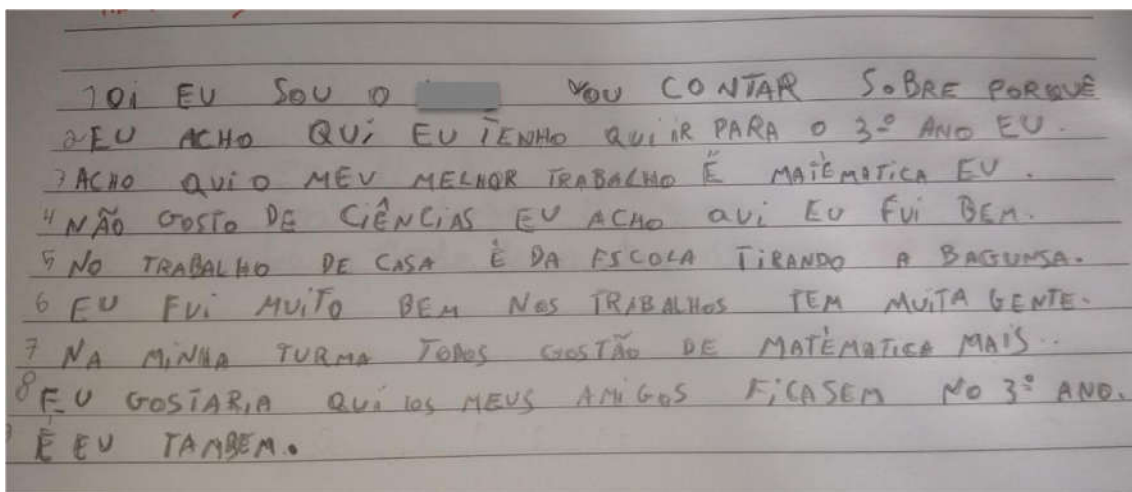 1 OI EU SOU O VOU CONTAR SOBRE PORQUÊ
2 EU ACHO QUI EU TENHO QUI IR PARA O 3º ANO EU.
3 ACHO QUI O MEU MELHOR TRABALHO É MATÉMATICA EU.
4 NÃO GOSTO DE CIÊNCIAS EU ACHO QUI EU FUI BEM.
5 NO TRABALHO DE CASA É DA ESCOLA TIRANDO A BAGUNSA.
6 EU FUI MUITO BEM NOS TRABALHOS TEM MUITA GENTE.
7 NA MINHA TURMA TODOS GOSTÃO DE MATÉMATICA MAIS..
8 EU GOSTARIA QUI IOS MEUS AMIGOS FICASEM NO 3º ANO.
É EU TAMBEM.